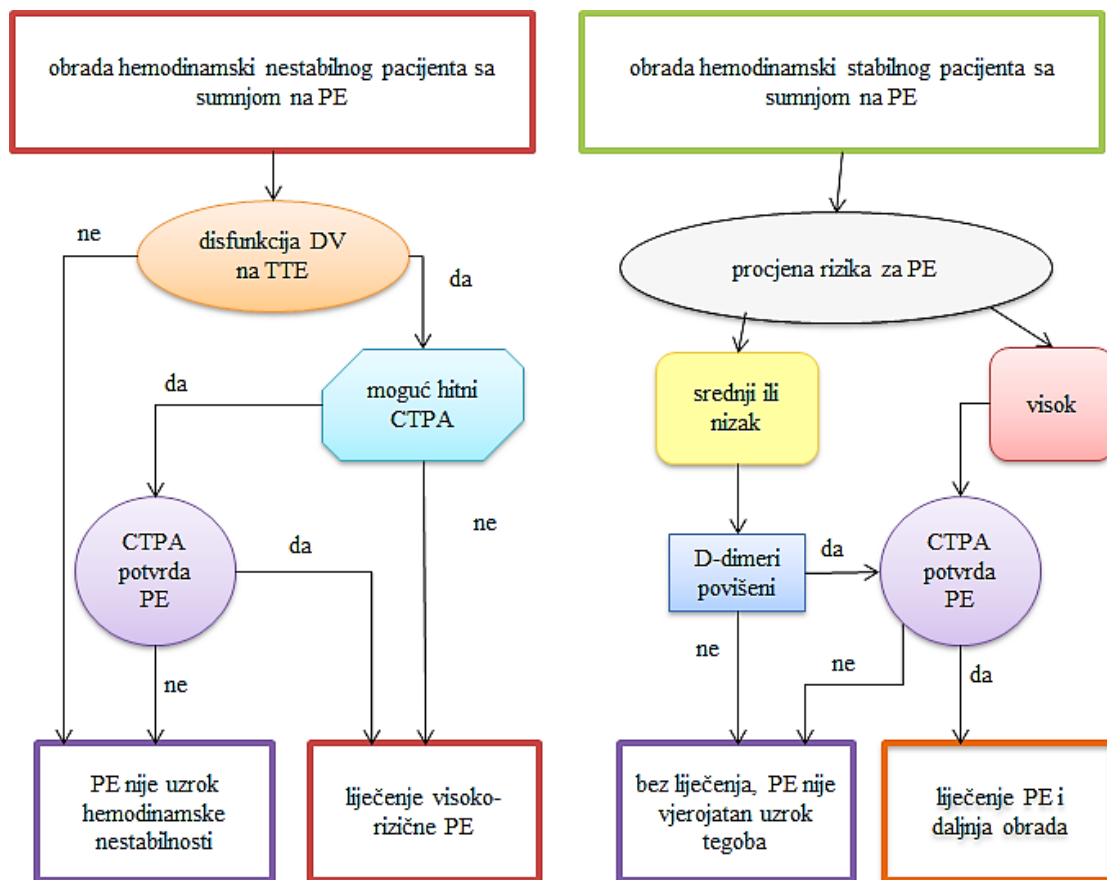 obrada hemodinamski nestabilnog pacijenta sa
sumnjom na PE
ne
disfunkcija DV
na TTE
da
da
moguć hitni
CTPA
CTPA
potvrda
PE
da
ne
ne
PE nije uzrok
hemodinamske
nestabilnosti
liječenje visoko-
rizične PE
obrada hemodinamski stabilnog pacijenta sa
sumnjom na PE
procjena rizika za PE
srednji ili
nizak
visok
D-dimeri
povišeni
da
CTPA
potvrda
PE
ne
ne
da
bez liječenja, PE nije
vjerojatan uzrok
tegoba
liječenje PE i
daljnja obrada